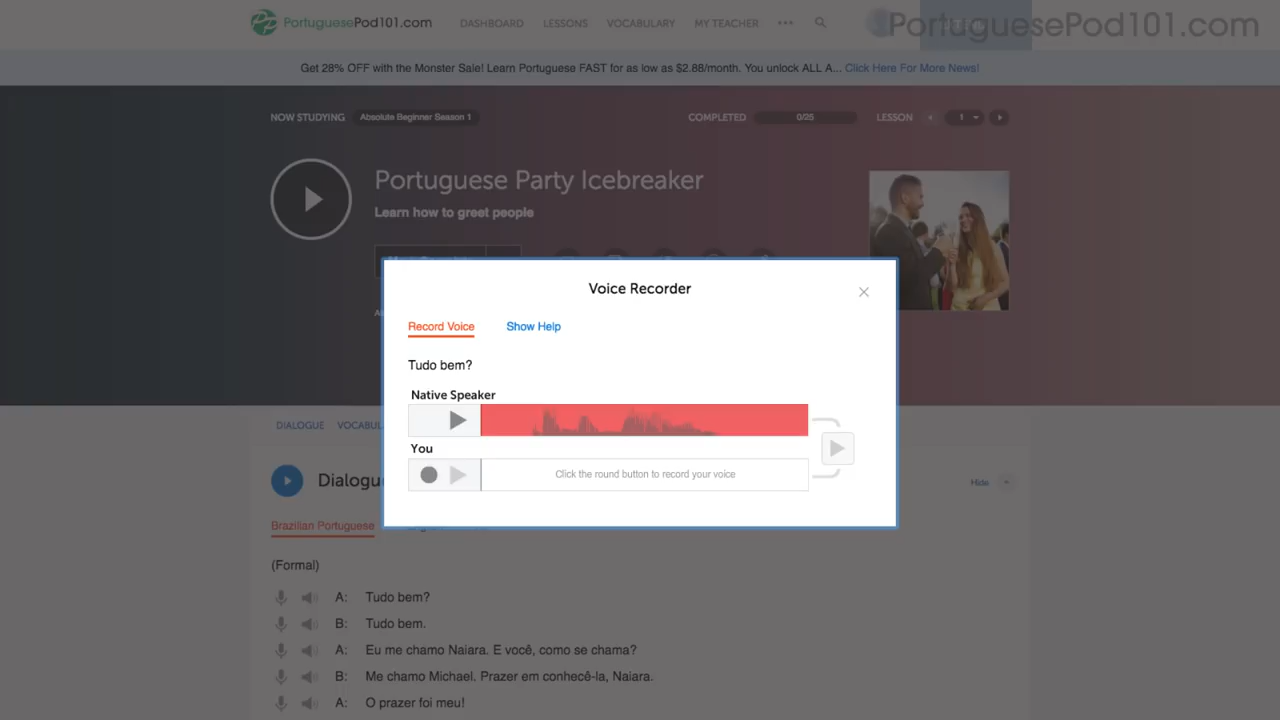 PortuguesePod101.com
DASHBOARD
LESSONS
VOCABULARY
MY TEACHER
PortuguesePod101.com
Get 28% OFF with the Monster Sale! Learn Portuguese FAST for as low as $2.88/month. You unlock ALL A... Click Here For More News!
NOW STUDYING
Absolute Beginner Season 1
COMPLETED
0/25
LESSON
1
Portuguese Party Icebreaker
Learn how to greet people
Voice Recorder
Record Voice
Show Help
Tudo bem?
Native Speaker
You
Click the round button to record your voice
DIALOGUE
Hide
Brazilian Portuguese
(Formal)
A: Tudo bem?
B: Tudo bem.
A: Eu me chamo Naiara. E você, como se chama?
B: Me chamo Michael. Prazer em conhecê-la, Naiara.
A: O prazer foi meu!